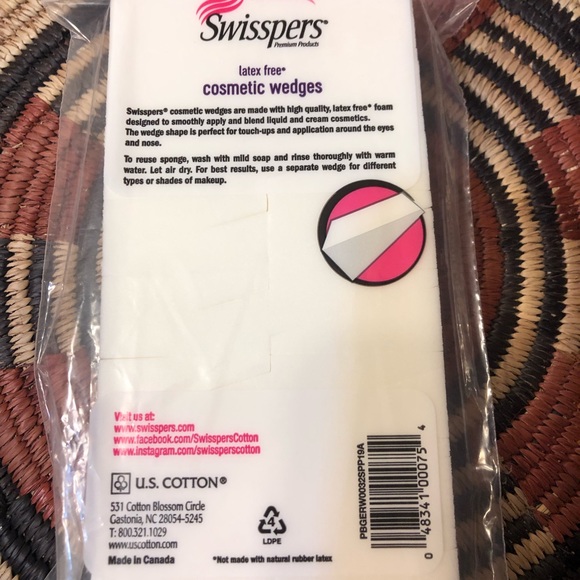 Swisspers®
Premium Products
latex free*
cosmetic wedges
Swisspers® cosmetic wedges are made with high quality, latex free* foam
designed to smoothly apply and blend liquid and cream cosmetics.
The wedge shape is perfect for touch-ups and application around the eyes
and nose.
To reuse sponge, wash with mild soap and rinse thoroughly with warm
water. Let air dry. For best results, use a separate wedge for different
types or shades of makeup.
Visit us at:
www.swisspers.com
www.facebook.com/SwisspersCotton
www.instagram.com/swissperscotton
U.S. COTTON®
531 Cotton Blossom Circle
Gastonia, NC 28054-5245
T: 800.321.1029
www.uscotton.com
Made in Canada
4
LDPE
*Not made with natural rubber latex
PBGERW0032SPP19A
0 48341 00075 4